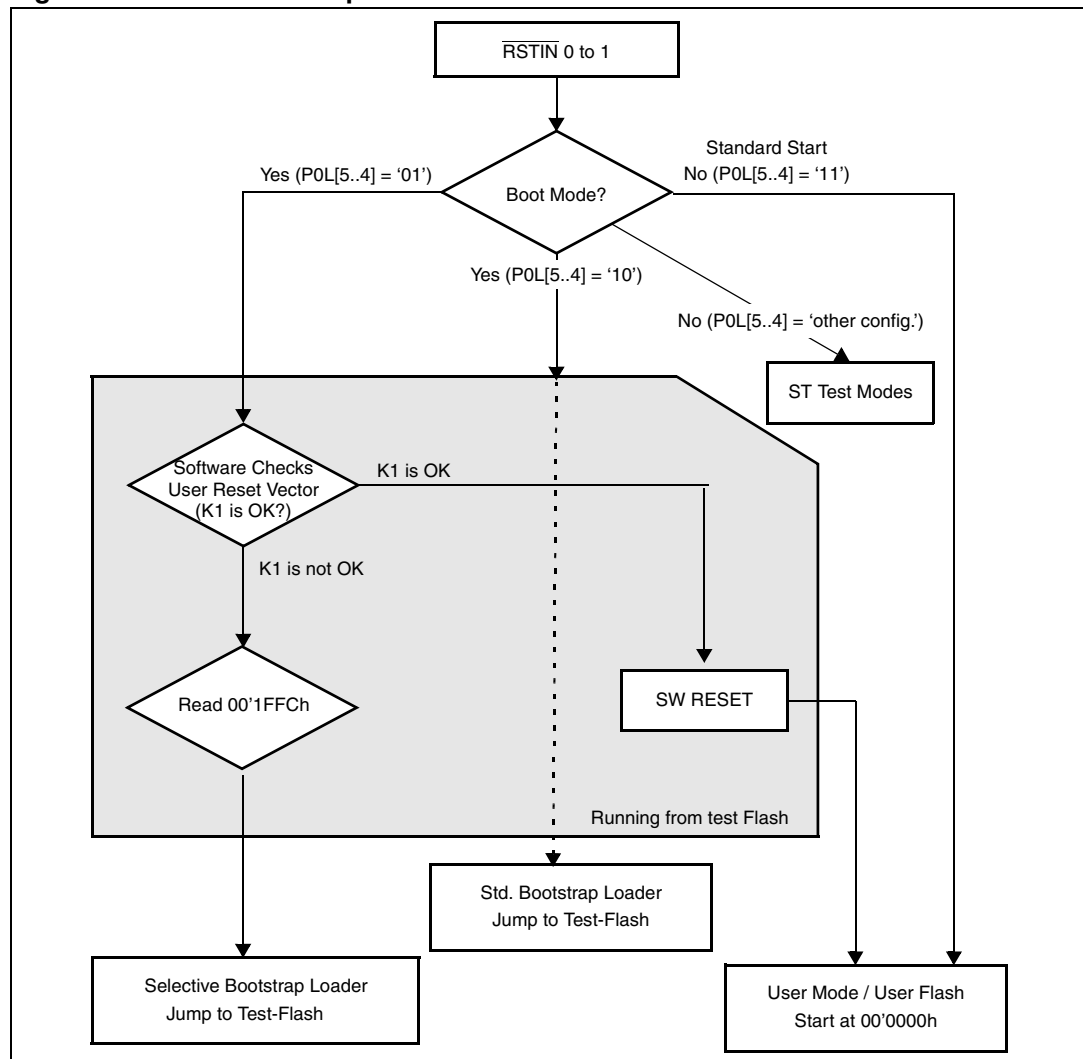 RSTIN 0 to 1
Standard Start
Yes (P0L[5..4] = ‘01’)
No (P0L[5..4] = ‘11’)
Boot Mode?
Yes (P0L[5..4] = ‘10’)
No (P0L[5..4] = ‘other config.’)
ST Test Modes
Software Checks
User Reset Vector
(K1 is OK?)
K1 is OK
K1 is not OK
Read 00’1FFCh
SW RESET
Running from test Flash
Std. Bootstrap Loader
Jump to Test-Flash
Selective Bootstrap Loader
Jump to Test-Flash
User Mode / User Flash
Start at 00’0000h